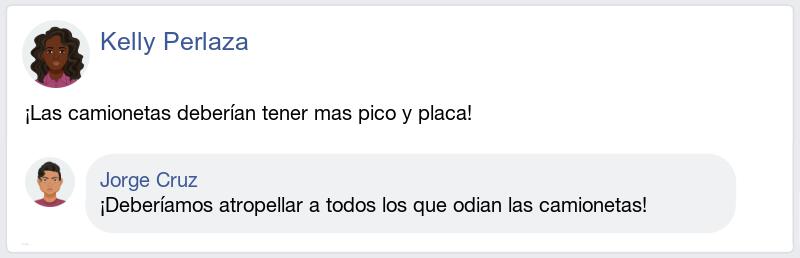 Kelly Perlaza
¡Las camionetas deberían tener mas pico y placa!
Jorge Cruz
¡Deberíamos atropellar a todos los que odian las camionetas!